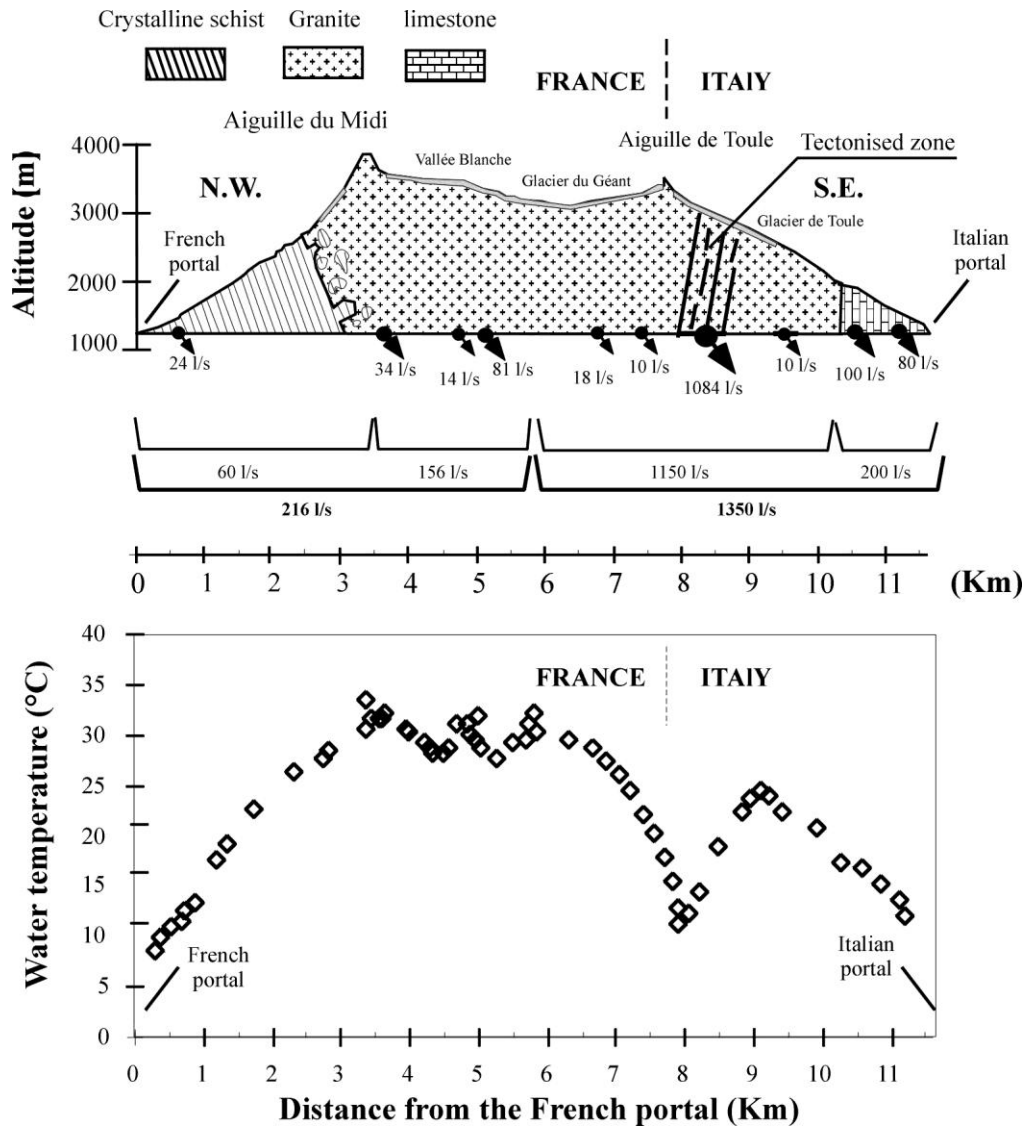 Crystalline schist Granite limestone
FRANCE ITAlY
Aiguille du Midi Aiguille de Toule
Tectonised zone
4000
Vallée Blanche
Glacier du Géant
N.W. S.E.
3000
Glacier de Toule
French
portal
Italian
portal
2000
1000
Altitude [m]
24 l/s 34 l/s 14 l/s 81 l/s 18 l/s 10 l/s 1084 l/s 10 l/s 100 l/s 80 l/s
60 l/s 156 l/s 1150 l/s 200 l/s
216 l/s 1350 l/s
0 1 2 3 4 5 6 7 8 9 10 11 (Km)
40
35
30
25
20
15
10
5
0
Water temperature (°C)
FRANCE ITAlY
French
portal
Italian
portal
0 1 2 3 4 5 6 7 8 9 10 11
Distance from the French portal (Km)